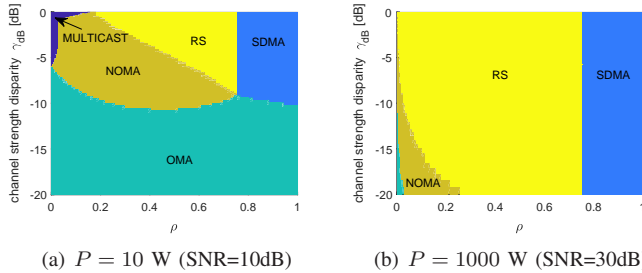 channel strength disparity γdB [dB]
0
-5
-10
-15
-20
MULTICAST
RS
SDMA
NOMA
OMA
0 0.2 0.4 0.6 0.8 1
ρ
(a) P = 10 W (SNR=10dB)
channel strength disparity γdB [dB]
0
-5
-10
-15
-20
RS
SDMA
NOMA
0 0.2 0.4 0.6 0.8 1
ρ
(b) P = 1000 W (SNR=30dB